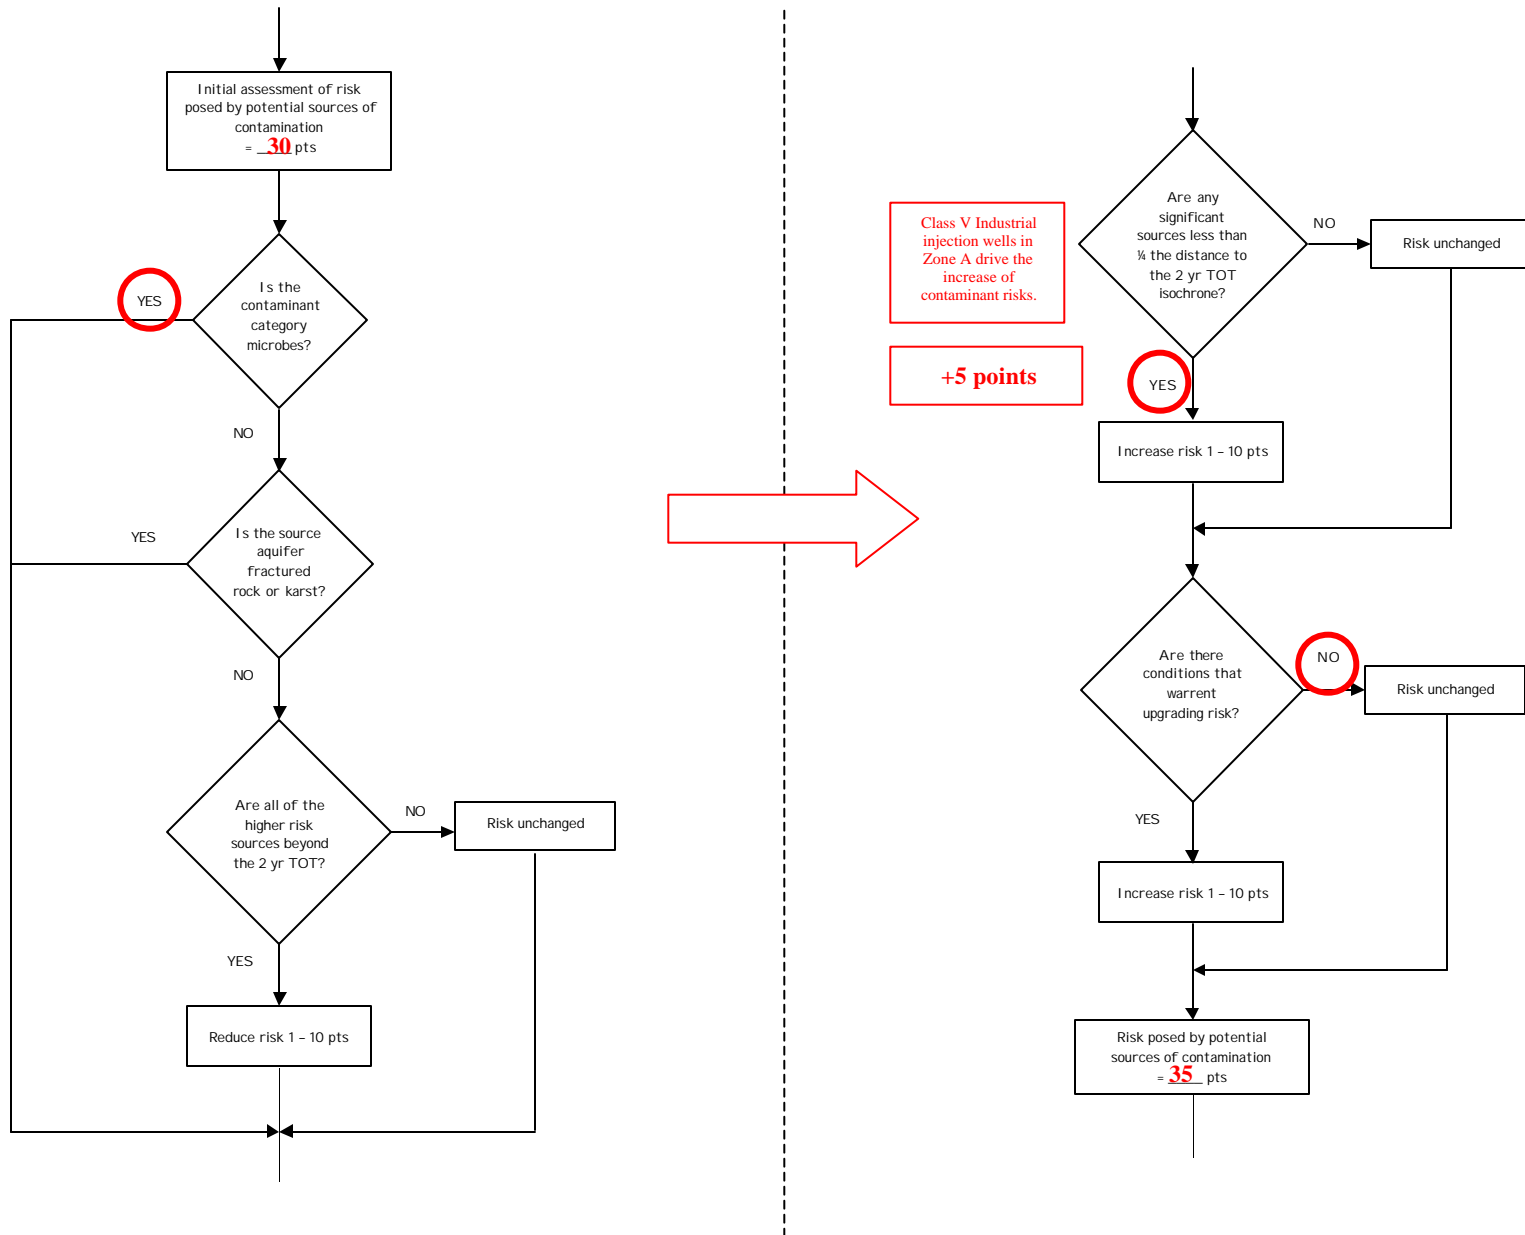 Initial assessment of risk
posed by potential sources of
contamination
= 30 pts
Is the
contaminant
category
microbes?
YES
NO
Is the source
aquifer
fractured
rock or karst?
YES
NO
Are all of the
higher risk
sources beyond
the 2 yr TOT?
NO
Risk unchanged
YES
Reduce risk 1 – 10 pts
Are any
significant
sources less than
¼ the distance to
the 2 yr TOT
isochrone?
NO
Risk unchanged
Class V Industrial
injection wells in
Zone A drive the
increase of
contaminant risks.
+5 points
YES
Increase risk 1 – 10 pts
Are there
conditions that
warrent
upgrading risk?
NO
Risk unchanged
YES
Increase risk 1 – 10 pts
Risk posed by potential
sources of contamination
= 35 pts